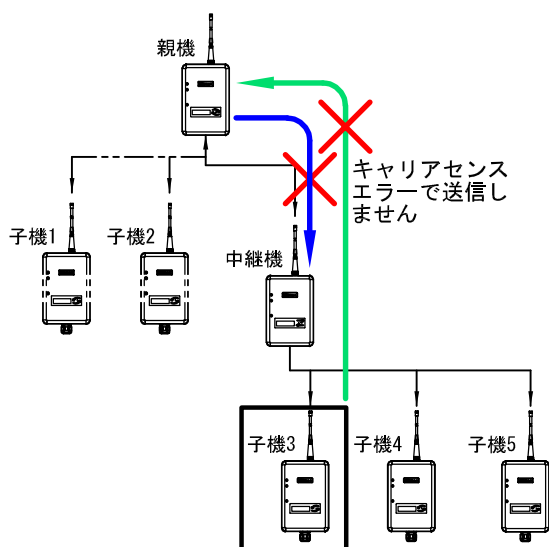 親機
キャリアセンス
エラーで送信し
ません
子機1
子機2
中継機
子機3
子機4
子機5